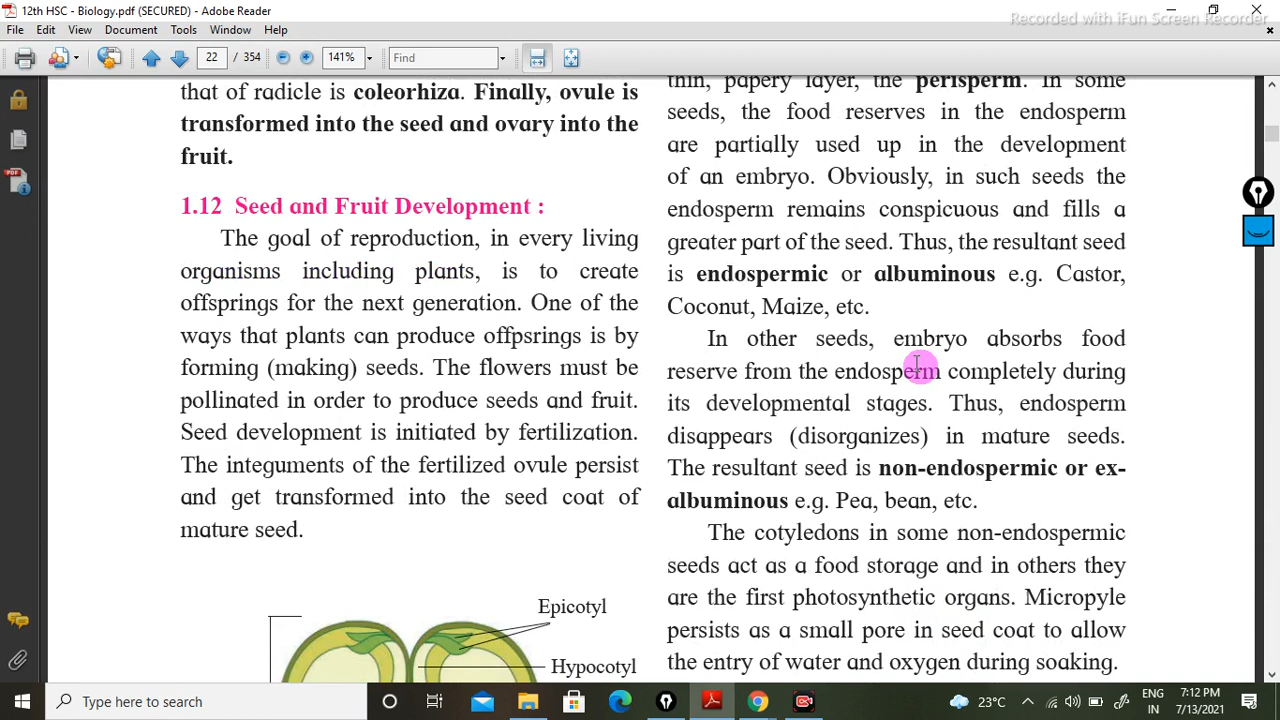 12th HSC - Biology.pdf (SECURED) - Adobe Reader
Recorded with iFun Screen Recorder
File Edit View Document Tools Window Help
22 / 354 141% Find
that of radicle is coleorhiza. Finally, ovule is
transformed into the seed and ovary into the
fruit.
1.12 Seed and Fruit Development :
The goal of reproduction, in every living
organisms including plants, is to create
offsprings for the next generation. One of the
ways that plants can produce offpsrings is by
forming (making) seeds. The flowers must be
pollinated in order to produce seeds and fruit.
Seed development is initiated by fertilization.
The integuments of the fertilized ovule persist
and get transformed into the seed coat of
mature seed.
Epicotyl
Hypocotyl
thin, papery layer, the perisperm. In some
seeds, the food reserves in the endosperm
are partially used up in the development
of an embryo. Obviously, in such seeds the
endosperm remains conspicuous and fills a
greater part of the seed. Thus, the resultant seed
is endospermic or albuminous e.g. Castor,
Coconut, Maize, etc.
In other seeds, embryo absorbs food
reserve from the endosperm completely during
its developmental stages. Thus, endosperm
disappears (disorganizes) in mature seeds.
The resultant seed is non-endospermic or ex-
albuminous e.g. Pea, bean, etc.
The cotyledons in some non-endospermic
seeds act as a food storage and in others they
are the first photosynthetic organs. Micropyle
persists as a small pore in seed coat to allow
the entry of water and oxygen during soaking.
Type here to search
23°C
ENG
IN
7:12 PM
7/13/2021